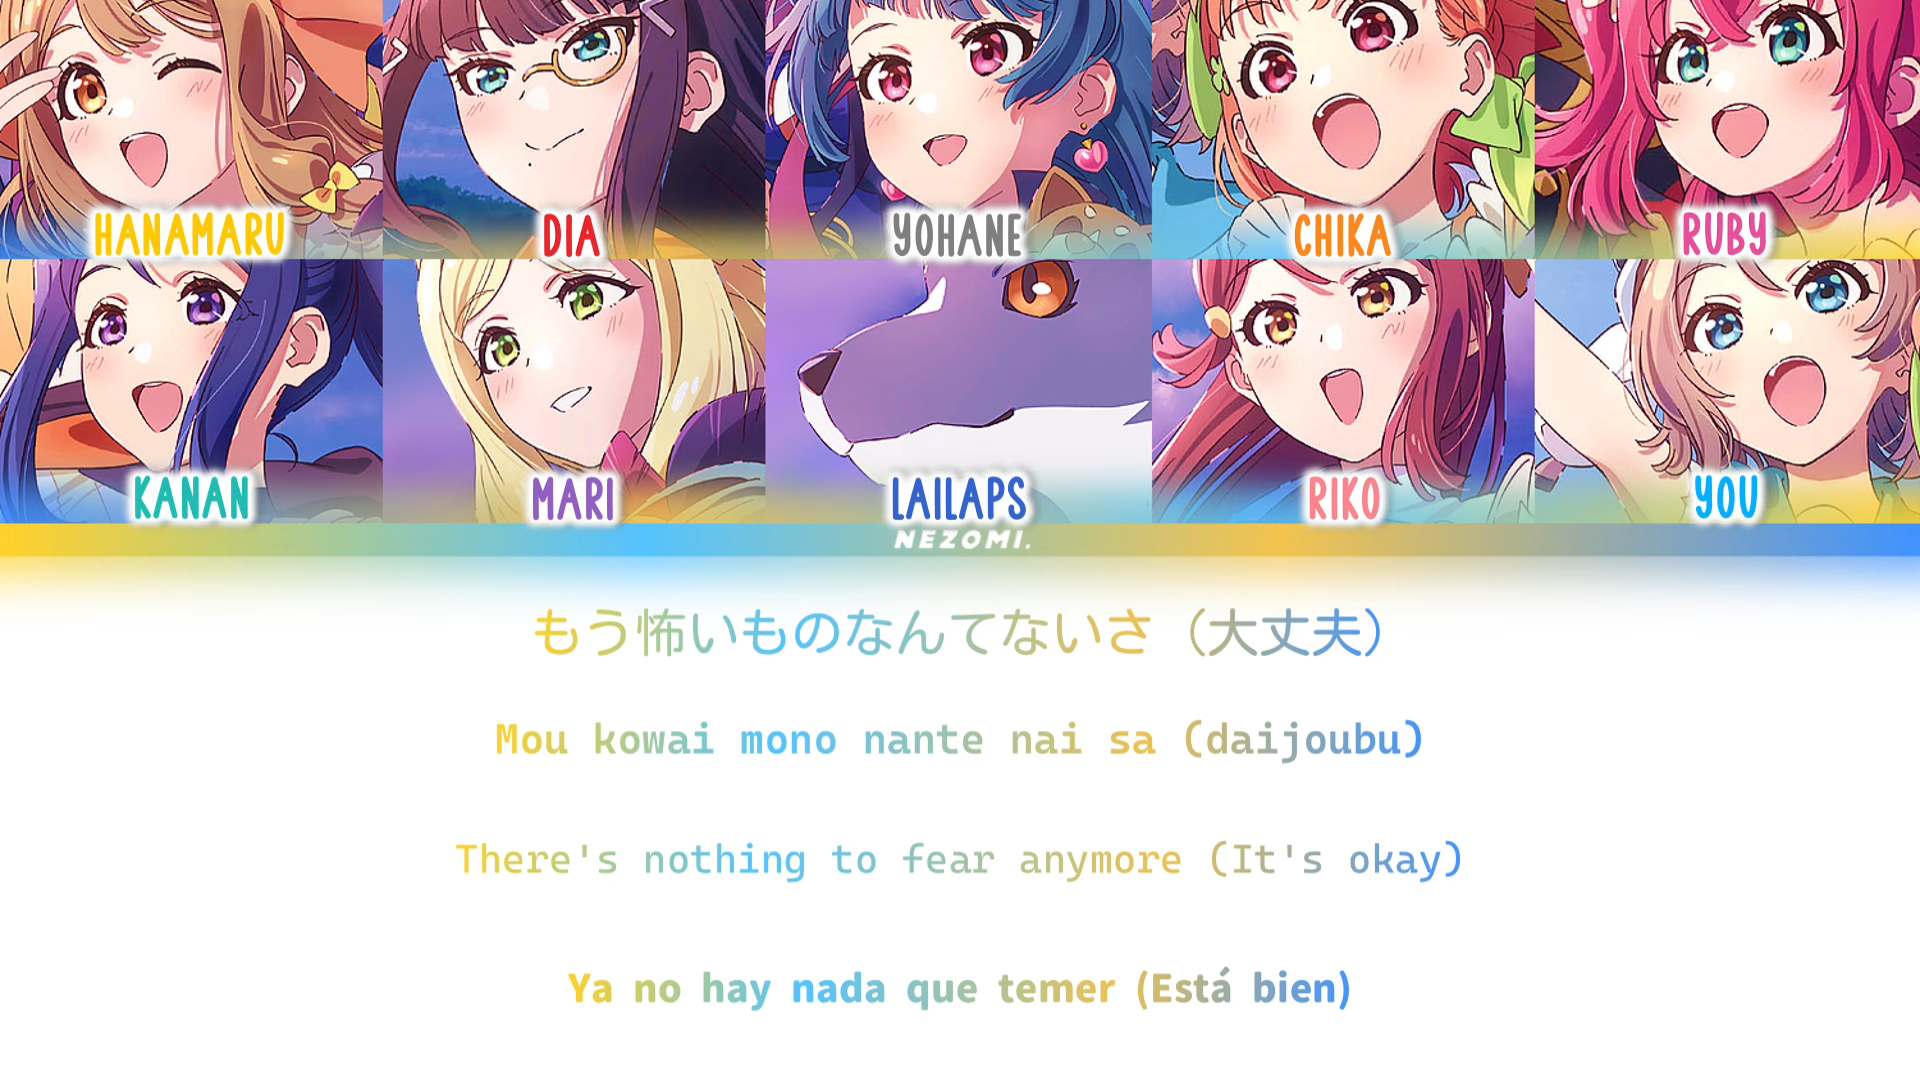 HANAMARU
DIA
YOHANE
CHIKA
RUBY
KANAN
MARI
LAILAPS
RIKO
YOU
NEZOMI.
もう怖いものなんてないさ（大丈夫）
Mou kowai mono nante nai sa (daijoubu)
There's nothing to fear anymore (It's okay)
Ya no hay nada que temer (Está bien)